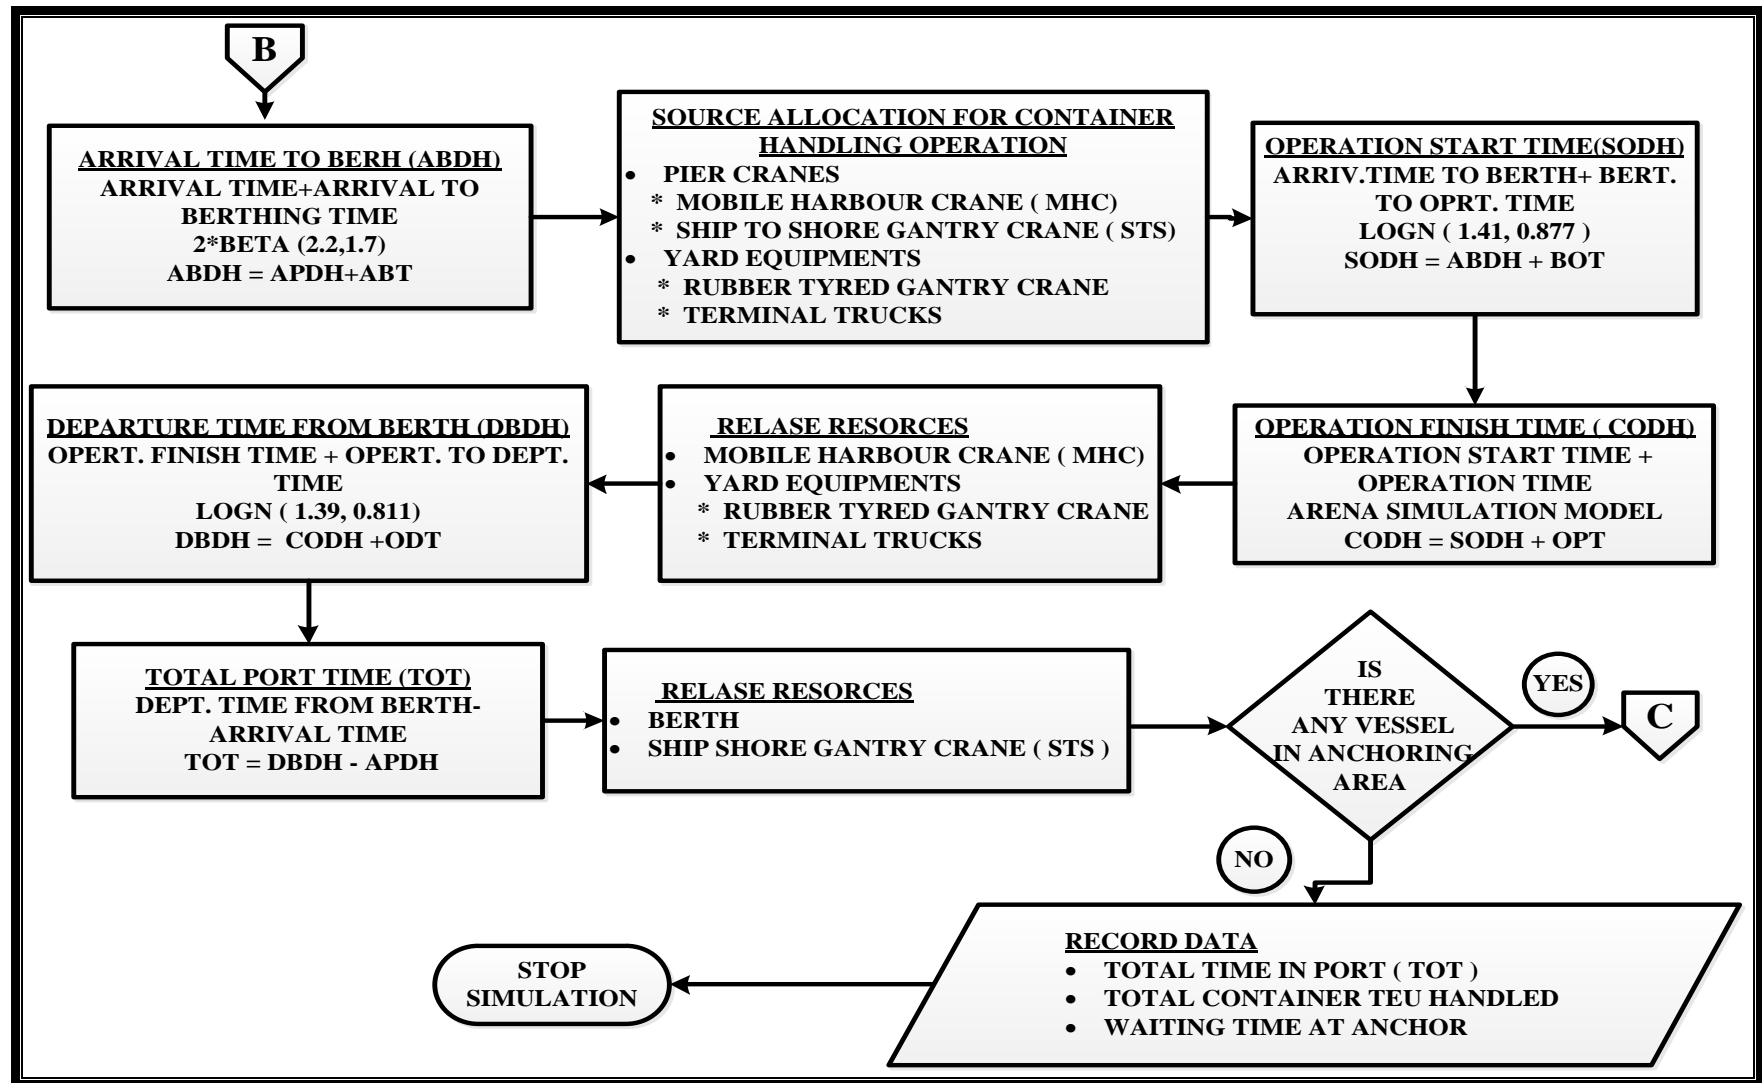 B
ARRIVAL TIME TO BERH (ABDH)
ARRIVAL TIME+ARRIVAL TO
BERTHING TIME
2*BETA (2.2,1.7)
ABDH = APDH+ABT
SOURCE ALLOCATION FOR CONTAINER
HANDLING OPERATION
• PIER CRANES
* MOBILE HARBOUR CRANE ( MHC)
* SHIP TO SHORE GANTRY CRANE ( STS)
• YARD EQUIPMENTS
* RUBBER TYRED GANTRY CRANE
* TERMINAL TRUCKS
OPERATION START TIME(SODH)
ARRIV.TIME TO BERTH+ BERT.
TO OPRT. TIME
LOGN ( 1.41, 0.877 )
SODH = ABDH + BOT
OPERATION FINISH TIME ( CODH)
OPERATION START TIME +
OPERATION TIME
ARENA SIMULATION MODEL
CODH = SODH + OPT
RELASE RESORCES
• MOBILE HARBOUR CRANE ( MHC)
• YARD EQUIPMENTS
* RUBBER TYRED GANTRY CRANE
* TERMINAL TRUCKS
DEPARTURE TIME FROM BERTH (DBDH)
OPERT. FINISH TIME + OPERT. TO DEPT.
TIME
LOGN ( 1.39, 0.811)
DBDH = CODH +ODT
TOTAL PORT TIME (TOT)
DEPT. TIME FROM BERTH-
ARRIVAL TIME
TOT = DBDH - APDH
RELASE RESORCES
• BERTH
• SHIP SHORE GANTRY CRANE ( STS )
IS
THERE
ANY VESSEL
IN ANCHORING
AREA
YES
C
NO
RECORD DATA
• TOTAL TIME IN PORT ( TOT )
• TOTAL CONTAINER TEU HANDLED
• WAITING TIME AT ANCHOR
STOP
SIMULATION